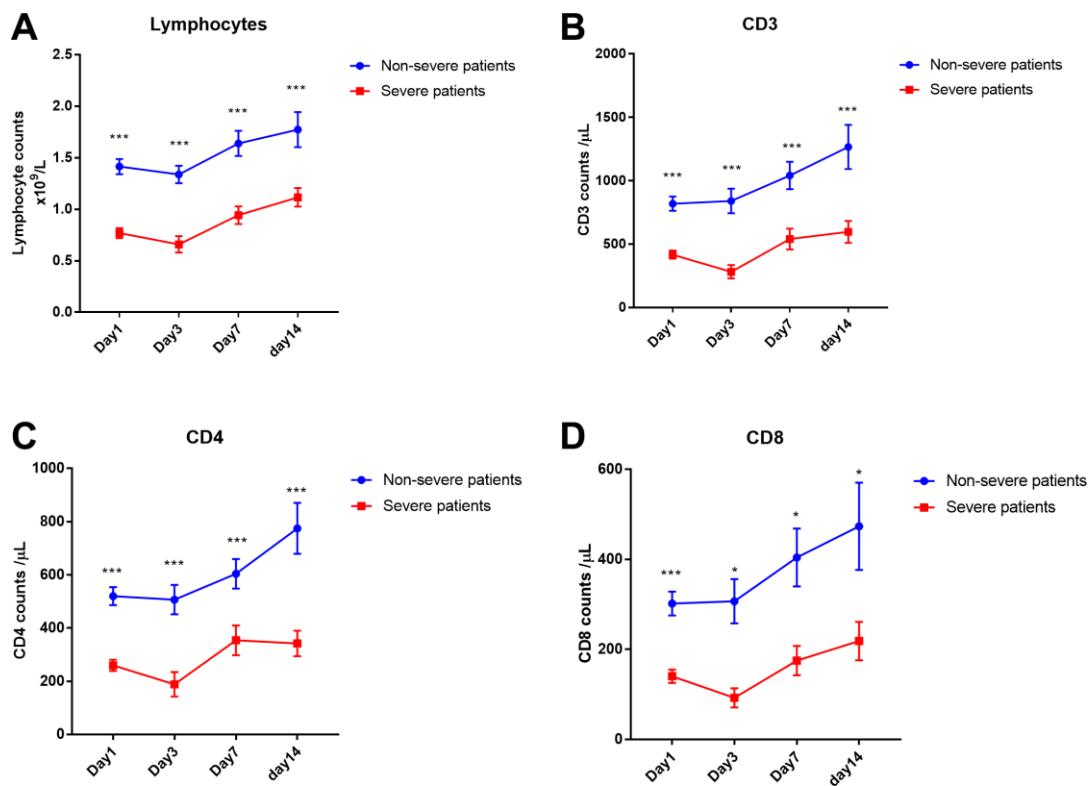 A
Lymphocytes
Non-severe patients
Severe patients
Lymphocyte counts
x10⁹/L
2.5
2.0
1.5
1.0
0.5
0.0
***
***
***
***
Day1
Day3
Day7
day14
B
CD3
Non-severe patients
Severe patients
CD3 counts /μL
2000
1500
1000
500
0
***
***
***
***
Day1
Day3
Day7
day14
C
CD4
Non-severe patients
Severe patients
CD4 counts /μL
1000
800
600
400
200
0
***
***
***
***
Day1
Day3
Day7
day14
D
CD8
Non-severe patients
Severe patients
CD8 counts /μL
600
400
200
0
***
*
*
*
Day1
Day3
Day7
day14